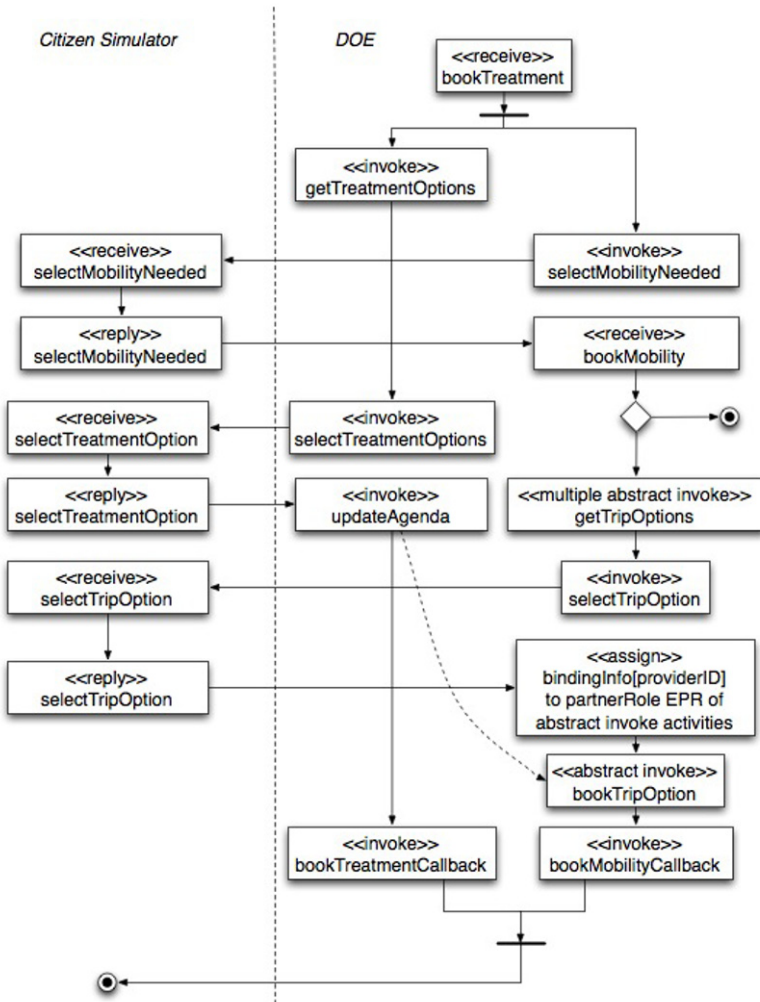 Citizen Simulator
DOE
<<receive>>
bookTreatment
<<invoke>>
getTreatmentOptions
<<receive>>
selectMobilityNeeded
<<invoke>>
selectMobilityNeeded
<<reply>>
selectMobilityNeeded
<<receive>>
bookMobility
<<receive>>
selectTreatmentOption
<<invoke>>
selectTreatmentOptions
<<reply>>
selectTreatmentOption
<<invoke>>
updateAgenda
<<multiple abstract invoke>>
getTripOptions
<<receive>>
selectTripOption
<<invoke>>
selectTripOption
<<reply>>
selectTripOption
<<assign>>
bindingInfo[providerID]
to partnerRole EPR of
abstract invoke activities
<<abstract invoke>>
bookTripOption
<<invoke>>
bookTreatmentCallback
<<invoke>>
bookMobilityCallback